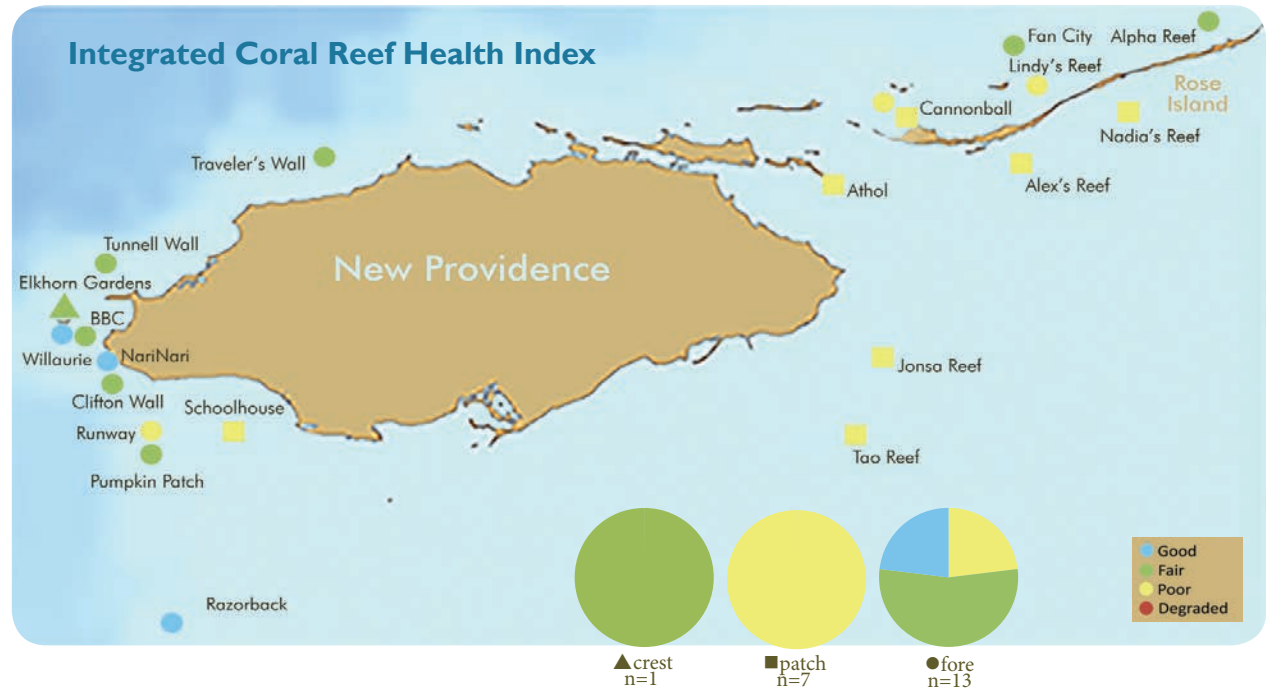 Integrated Coral Reef Health Index
Fan City
Alpha Reef
Lindy's Reef
Rose
Island
Cannonball
Nadia's Reef
Traveler's Wall
Athol
Alex's Reef
Tunnell Wall
New Providence
Elkhorn Gardens
BBC
Willaurie
NariNari
Jonsa Reef
Clifton Wall
Schoolhouse
Runway
Tao Reef
Pumpkin Patch
Razorback
Good
Fair
Poor
Degraded
crest
n=1
patch
n=7
fore
n=13